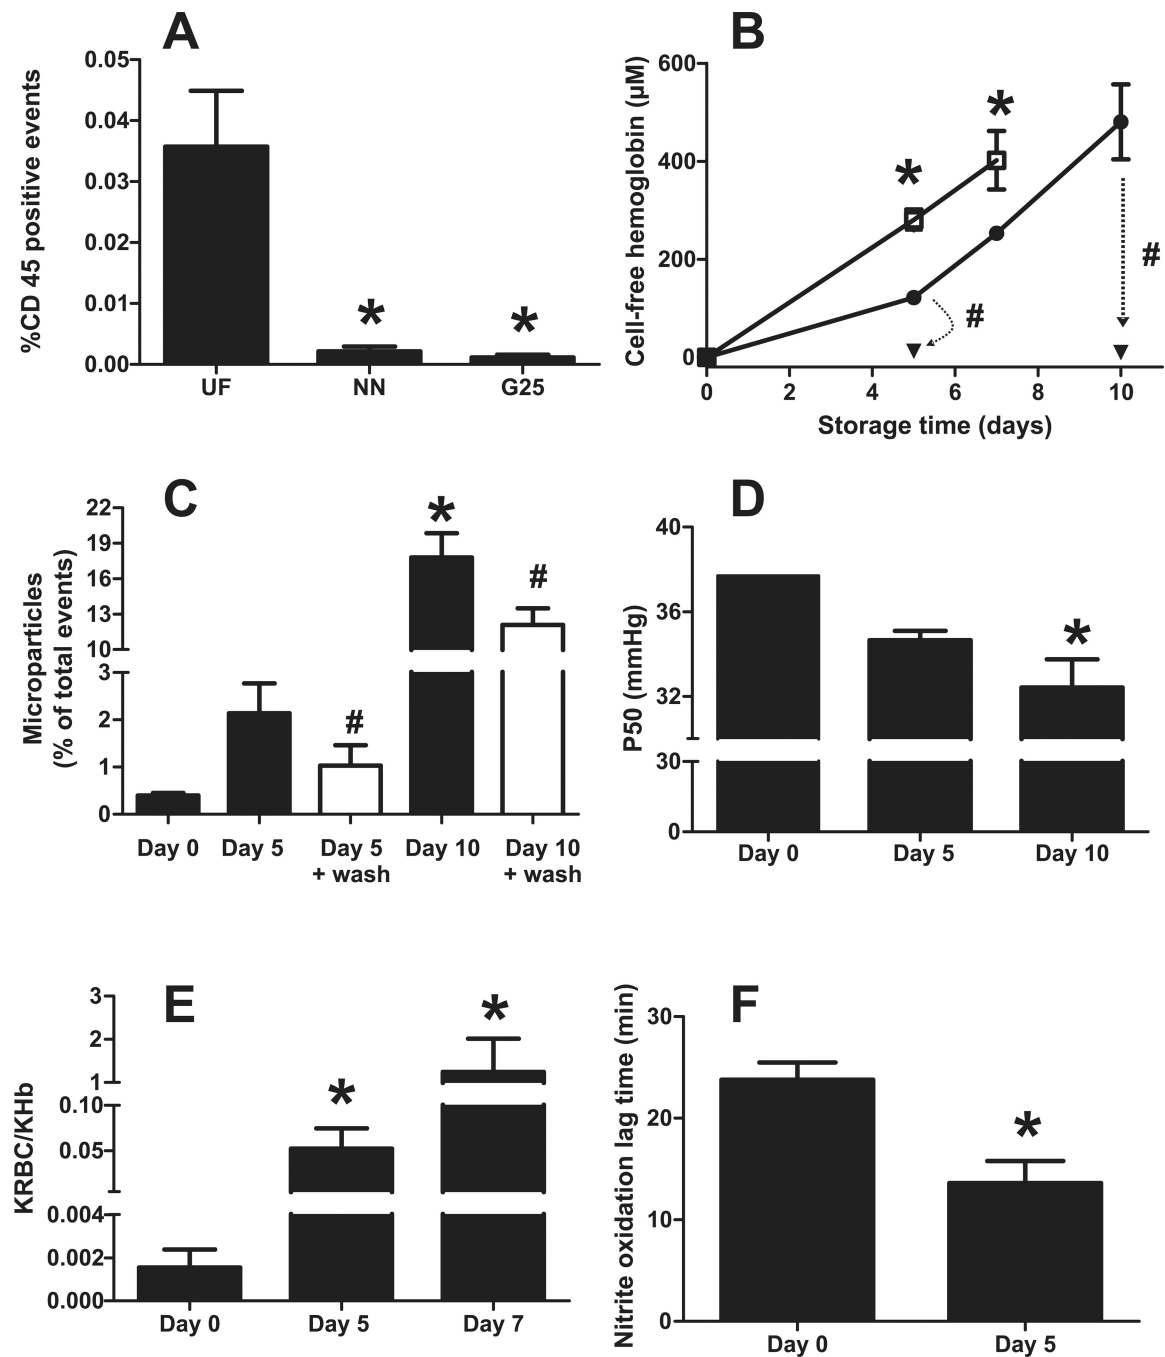 A
%CD 45 positive events
0.05
0.04
0.03
0.02
0.01
0.00
UF NN G25
* *
B
Cell-free hemoglobin (µM)
600
400
200
0
* *
# #
0 2 4 6 8 10
Storage time (days)
C
Microparticles
(% of total events)
22
19
16
13
10
3
2
1
0
# * #
Day 0 Day 5 Day 5 Day 10 Day 10
+ wash + wash
D
P50 (mmHg)
40
36
32
30
0
*
Day 0 Day 5 Day 10
E
KRBC/KHb
3
2
1
0.10
0.05
0.004
0.002
0.000
* *
Day 0 Day 5 Day 7
F
Nitrite oxidation lag time (min)
30
20
10
0
*
Day 0 Day 5